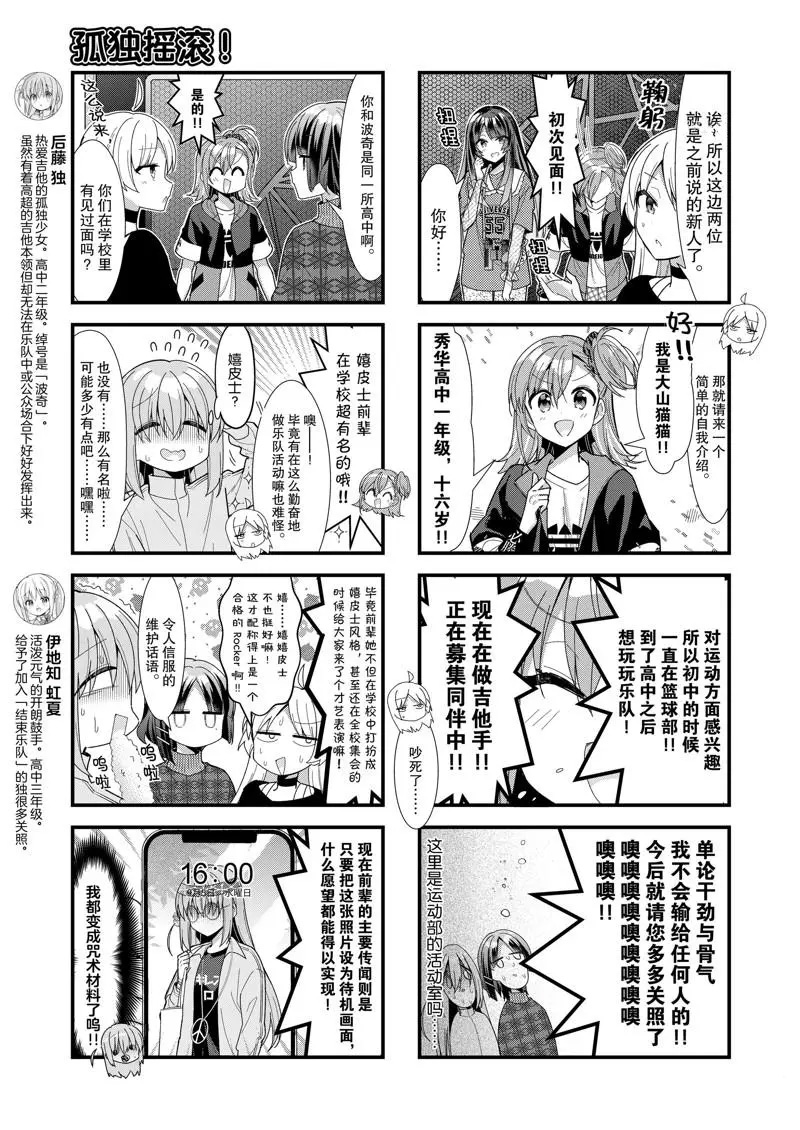 孤独摇滚！
后藤 独
热爱吉他的孤独少女。高中二年级。绰号是「波奇」。
虽然有着高超的吉他本领但却无法在乐队中或公众场合下好好发挥出来。
伊地知 虹夏
活泼元气的开朗鼓手。高中三年级。
给予了加入「结束乐队」的独很多关照。
诶~所以这边两位
就是之前说的新人了。
鞠躬
初次见面!!
扭捏
扭捏
你好……
那就请来一个
简单的自我介绍。
好!!
我是大山猫猫!!
秀华高中一年级，十六岁!!
对运动方面感兴趣
所以初中的时候
一直在篮球部!!
到了高中之后
想玩玩乐队!
现在在做吉他手!!
正在募集同伴中!!
吵死了……
单论干劲与骨气
我不会输给任何人的!!
今后就请您多多关照了
噢噢噢噢噢噢噢噢噢
噢噢噢!!
这里是运动部的活动室吗……
你和波奇是同一所高中啊。
是的!!
这么说来，
你们在学校里
有见过面吗?
嬉皮士前辈
在学校超有名的哦!!
噢——!
毕竟有在这么勤奋地
做乐队活动嘛也难怪。
嬉皮士?
也没有……那么有名啦……
可能多少有点吧……嘿嘿……
毕竟前辈她不但在学校中打扮成
嬉皮士风格，甚至还在全校集会的
时候给大家来了个才艺表演嘛!
嬉……嬉皮士
不也挺好嘛!
这才配称得上是一个
合格的Rocker啊!!
令人信服的
维护话语。
呜啦
呜啦
现在前辈的主要传闻则是
只要把这张照片设为待机画面，
什么愿望都能得以实现!
16:00
水曜日
我都变成咒术材料了吗!!